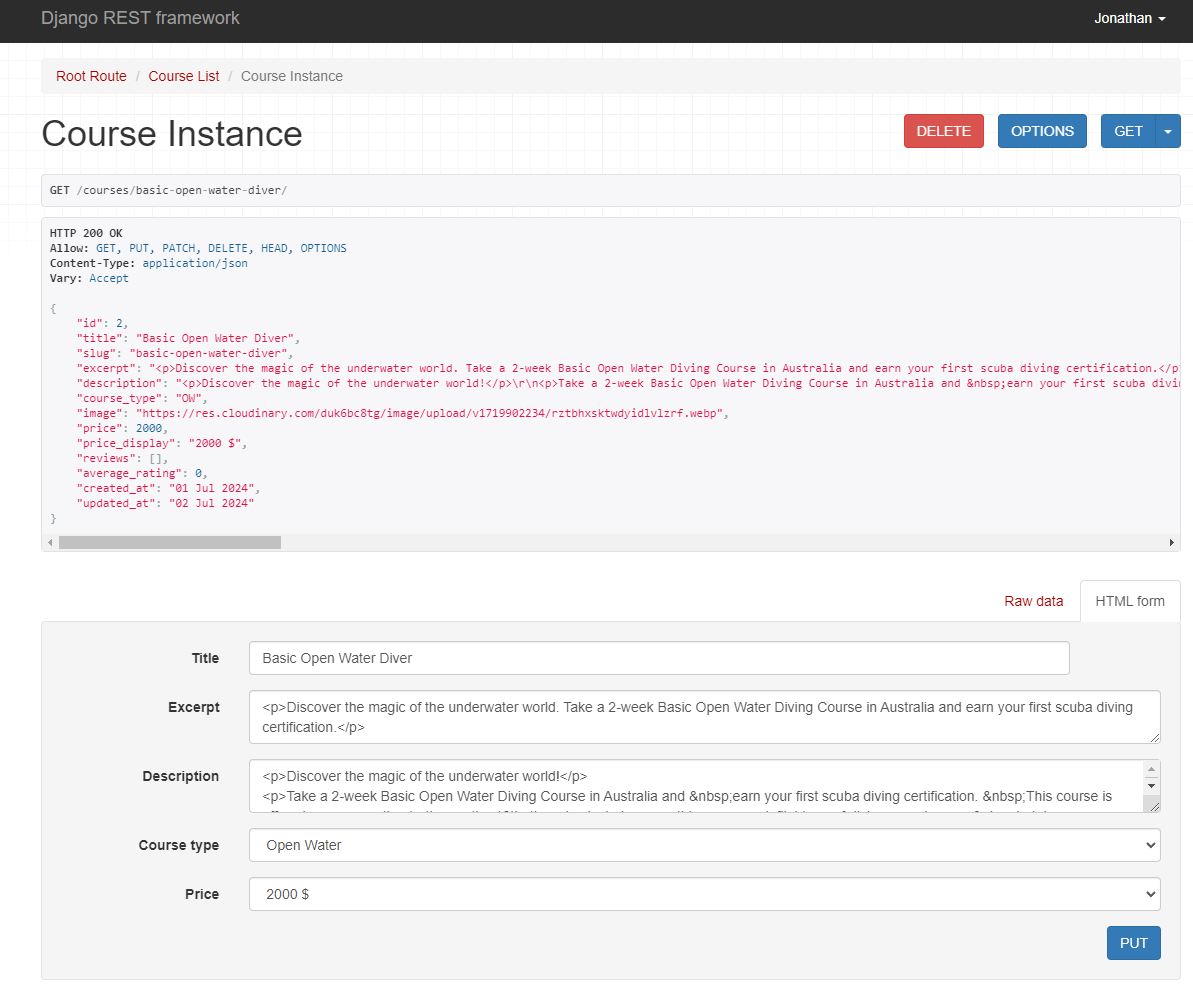 Django REST framework
Jonathan
Root Route / Course List / Course Instance
Course Instance
DELETE
OPTIONS
GET
GET /courses/basic-open-water-diver/
HTTP 200 OK
Allow: GET, PUT, PATCH, DELETE, HEAD, OPTIONS
Content-Type: application/json
Vary: Accept
{
"id": 2,
"title": "Basic Open Water Diver",
"slug": "basic-open-water-diver",
"excerpt": "<p>Discover the magic of the underwater world. Take a 2-week Basic Open Water Diving Course in Australia and earn your first scuba diving certification.</p
"description": "<p>Discover the magic of the underwater world!</p>\r\n<p>Take a 2-week Basic Open Water Diving Course in Australia and &nbsp;earn your first scuba divi
"course_type": "OW",
"image": "https://res.cloudinary.com/duk6bc8tg/image/upload/v1719902234/rztbhxsktwdyidlvlzrf.webp",
"price": 2000,
"price_display": "2000 $",
"reviews": [],
"average_rating": 0,
"created_at": "01 Jul 2024",
"updated_at": "02 Jul 2024"
}
Raw data
HTML form
Title
Basic Open Water Diver
Excerpt
<p>Discover the magic of the underwater world. Take a 2-week Basic Open Water Diving Course in Australia and earn your first scuba diving
certification.</p>
Description
<p>Discover the magic of the underwater world!</p>
<p>Take a 2-week Basic Open Water Diving Course in Australia and &nbsp;earn your first scuba diving certification. &nbsp;This course is
Course type
Open Water
Price
2000 $
PUT